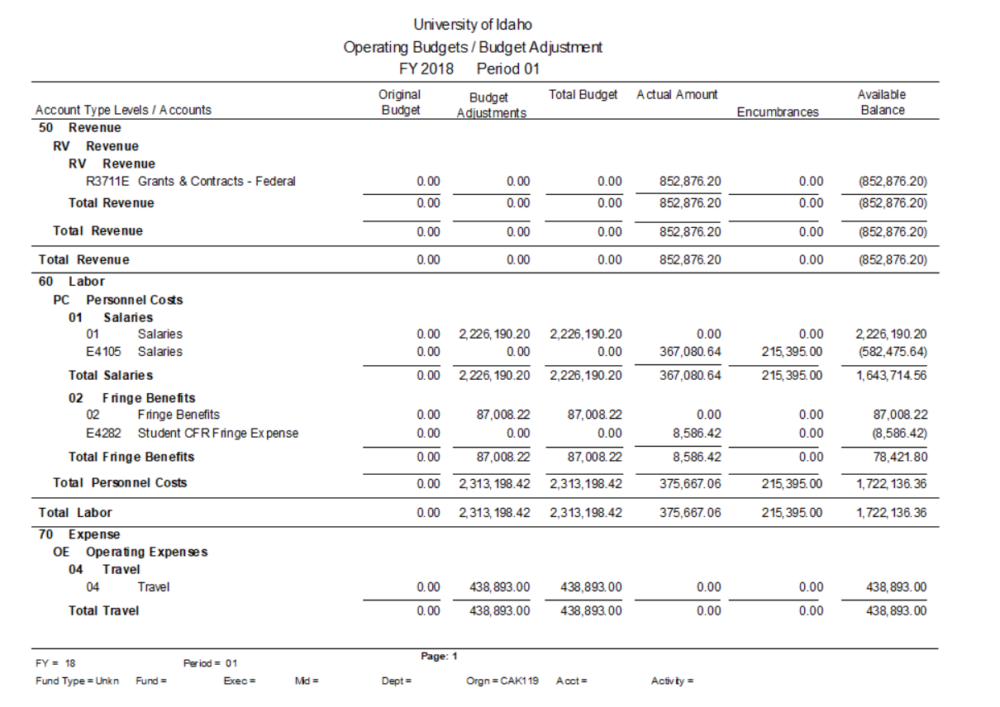 University of Idaho
Operating Budgets / Budget Adjustment
FY 2018 Period 01
Account Type Levels / Accounts Original Budget Budget Adjustments Total Budget Actual Amount Encumbrances Available Balance
50 Revenue
RV Revenue
RV Revenue
R3711E Grants & Contracts - Federal 0.00 0.00 0.00 852,876.20 0.00 (852,876.20)
Total Revenue 0.00 0.00 0.00 852,876.20 0.00 (852,876.20)
Total Revenue 0.00 0.00 0.00 852,876.20 0.00 (852,876.20)
Total Revenue 0.00 0.00 0.00 852,876.20 0.00 (852,876.20)
60 Labor
PC Personnel Costs
01 Salaries
01 Salaries 0.00 2,226,190.20 2,226,190.20 0.00 0.00 2,226,190.20
E4105 Salaries 0.00 0.00 0.00 367,080.64 215,395.00 (582,475.64)
Total Salaries 0.00 2,226,190.20 2,226,190.20 367,080.64 215,395.00 1,643,714.56
02 Fringe Benefits
02 Fringe Benefits 0.00 87,008.22 87,008.22 0.00 0.00 87,008.22
E4282 Student CFR Fringe Expense 0.00 0.00 0.00 8,586.42 0.00 (8,586.42)
Total Fringe Benefits 0.00 87,008.22 87,008.22 8,586.42 0.00 78,421.80
Total Personnel Costs 0.00 2,313,198.42 2,313,198.42 375,667.06 215,395.00 1,722,136.36
Total Labor 0.00 2,313,198.42 2,313,198.42 375,667.06 215,395.00 1,722,136.36
70 Expense
OE Operating Expenses
04 Travel
04 Travel 0.00 438,893.00 438,893.00 0.00 0.00 438,893.00
Total Travel 0.00 438,893.00 438,893.00 0.00 0.00 438,893.00
Page: 1
FY = 18 Period = 01
Fund Type = Unkn Fund = Exec = Mid = Dept = Orgn = CAK119 Acct = Activity =